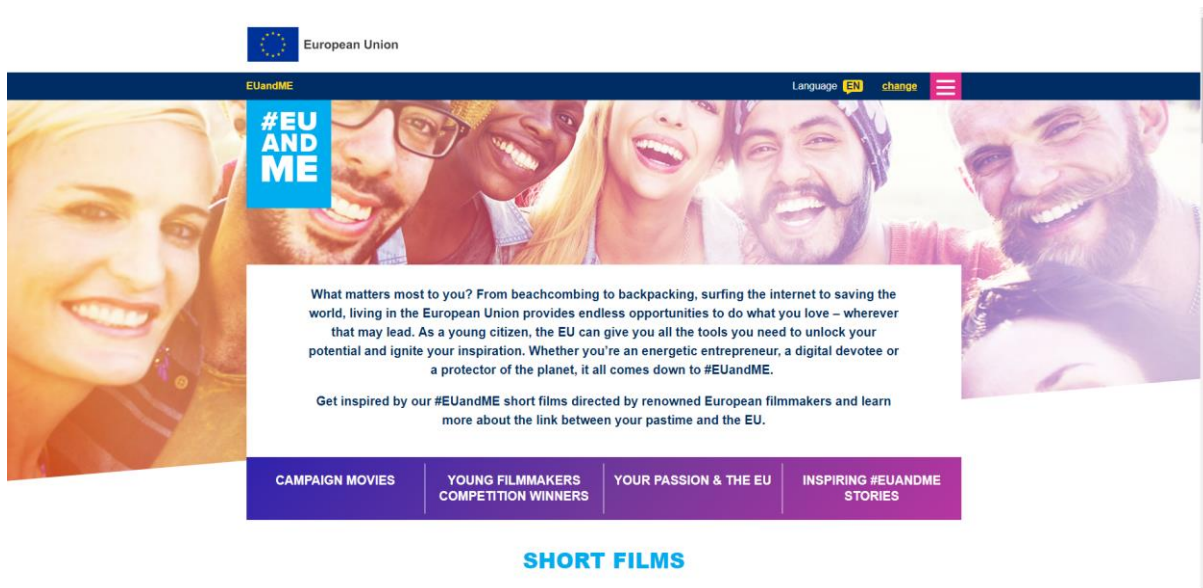 European Union
EUandME
Language EN change
#EU
AND
ME
What matters most to you? From beachcombing to backpacking, surfing the internet to saving the
world, living in the European Union provides endless opportunities to do what you love – wherever
that may lead. As a young citizen, the EU can give you all the tools you need to unlock your
potential and ignite your inspiration. Whether you're an energetic entrepreneur, a digital devotee or
a protector of the planet, it all comes down to #EUandME.
Get inspired by our #EUandME short films directed by renowned European filmmakers and learn
more about the link between your pastime and the EU.
CAMPAIGN MOVIES
YOUNG FILMMAKERS
COMPETITION WINNERS
YOUR PASSION & THE EU
INSPIRING #EUANDME
STORIES
SHORT FILMS